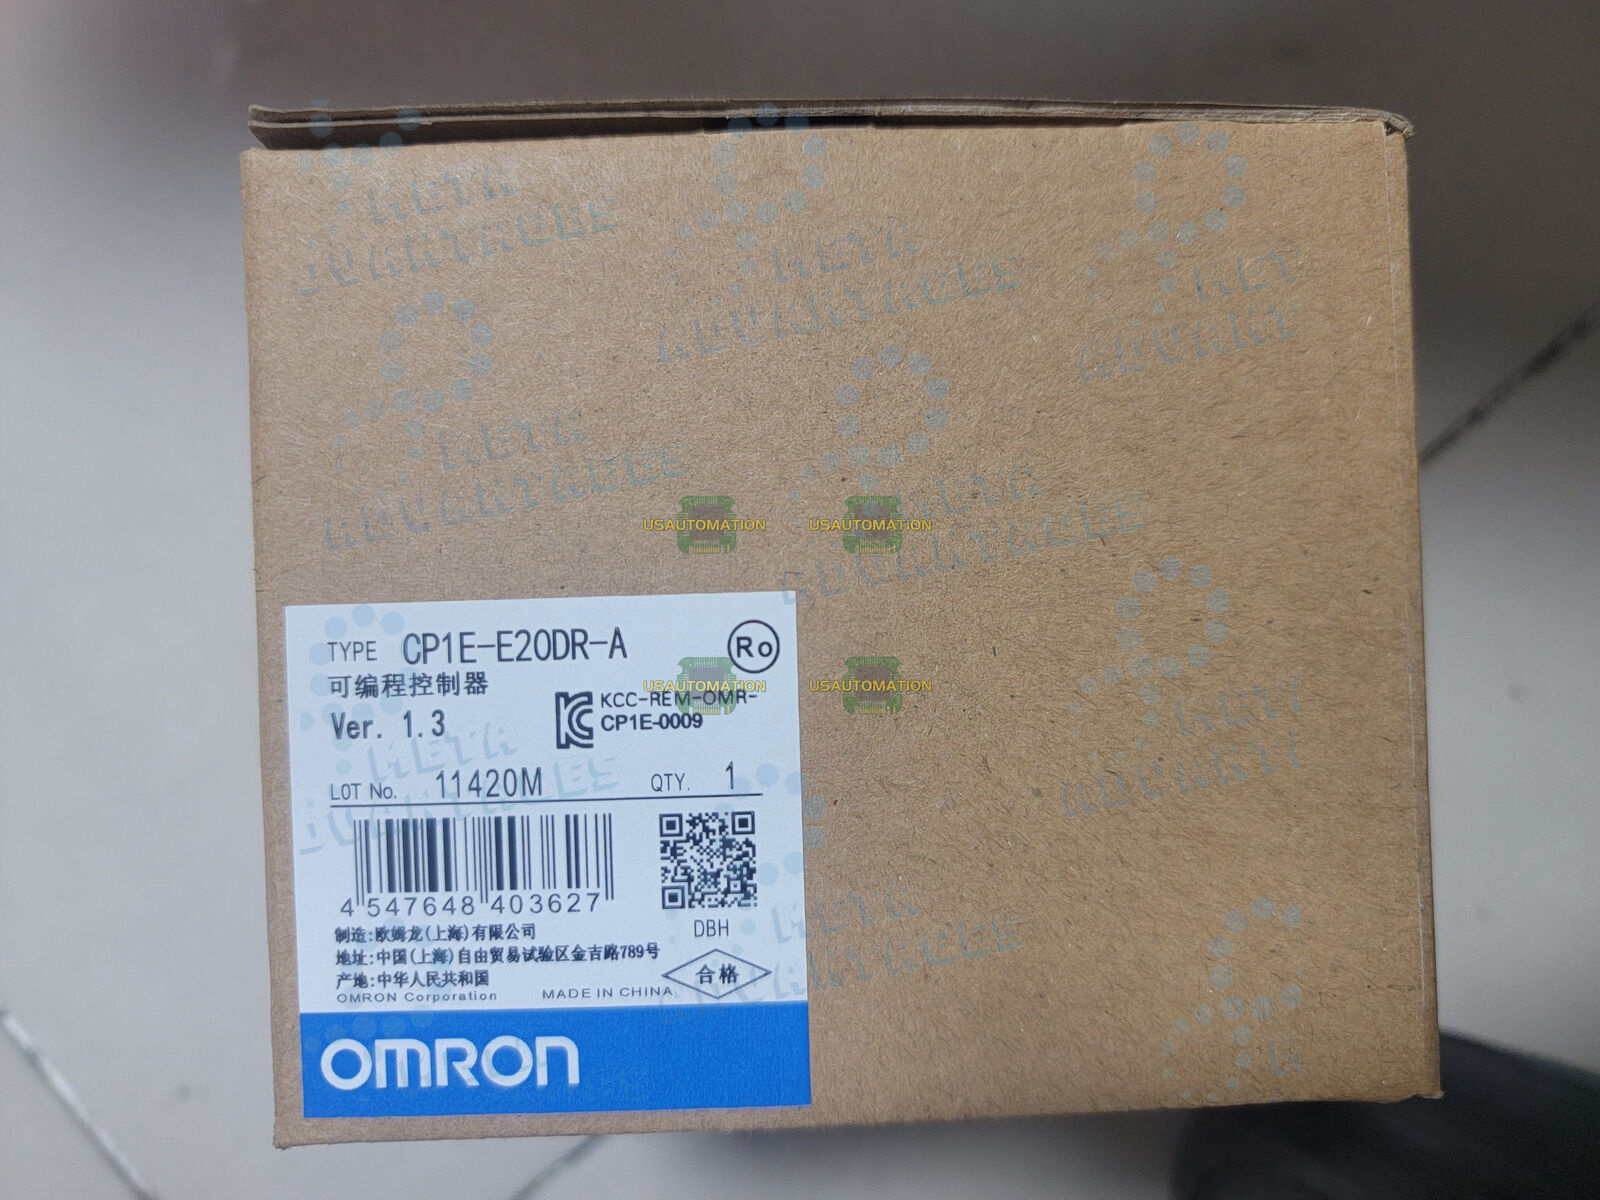 USAUTOMATION USAUTOMATION
TYPE CP1E-E20DR-A Ro
可编程控制器
USAUTOMATION USAUTOMATION
KCC-REM-OMR-
Ver. 1.3 CP1E-0009
META
LOT No. 11420M QTY. 1
4 547648 403627
DBH
制造:欧姆龙(上海)有限公司
地址:中国(上海)自由贸易试验区金吉路789号
产地:中华人民共和国
合格
OMRON Corporation MADE IN CHINA
OMRON